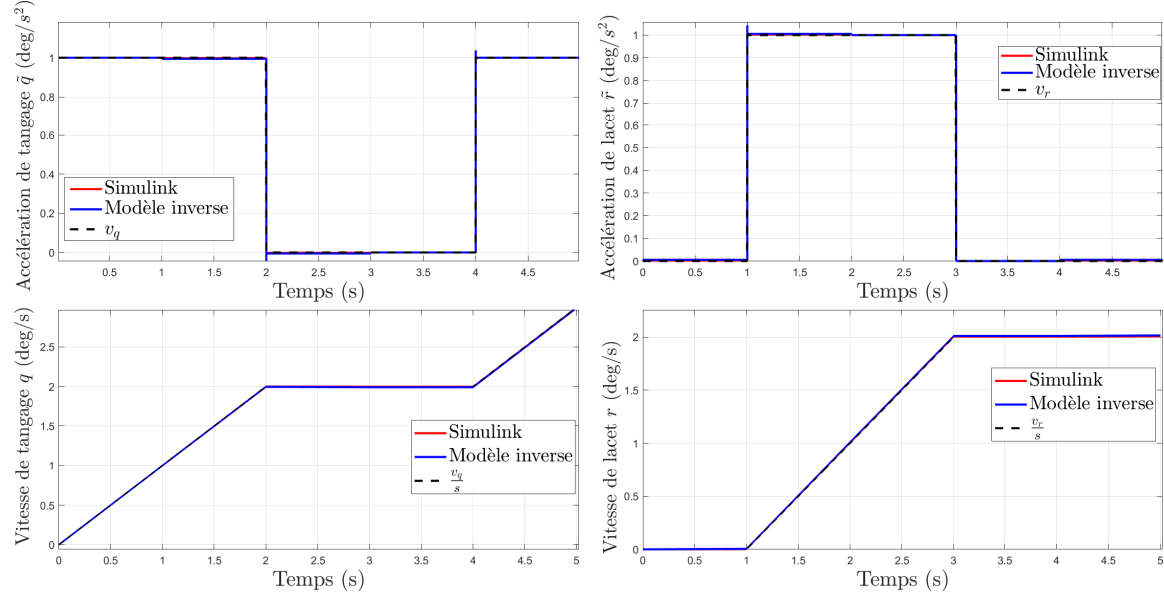 Accélération de tangage q̃ (deg/s²)
1
0.8
0.6
0.4
0.2
0
Simulink
Modèle inverse
v_q
0.5 1 1.5 2 2.5 3 3.5 4 4.5
Temps (s)
Accélération de lacet r̃ (deg/s²)
1
0.9
0.8
0.7
0.6
0.5
0.4
0.3
0.2
0.1
0
Simulink
Modèle inverse
v_r
0 0.5 1 1.5 2 2.5 3 3.5 4 4.5
Temps (s)
Vitesse de tangage q (deg/s)
2.5
2
1.5
1
0.5
0
Simulink
Modèle inverse
v_q/s
0 0.5 1 1.5 2 2.5 3 3.5 4 4.5 5
Temps (s)
Vitesse de lacet r (deg/s)
2
1.5
1
0.5
0
Simulink
Modèle inverse
v_r/s
0 0.5 1 1.5 2 2.5 3 3.5 4 4.5 5
Temps (s)